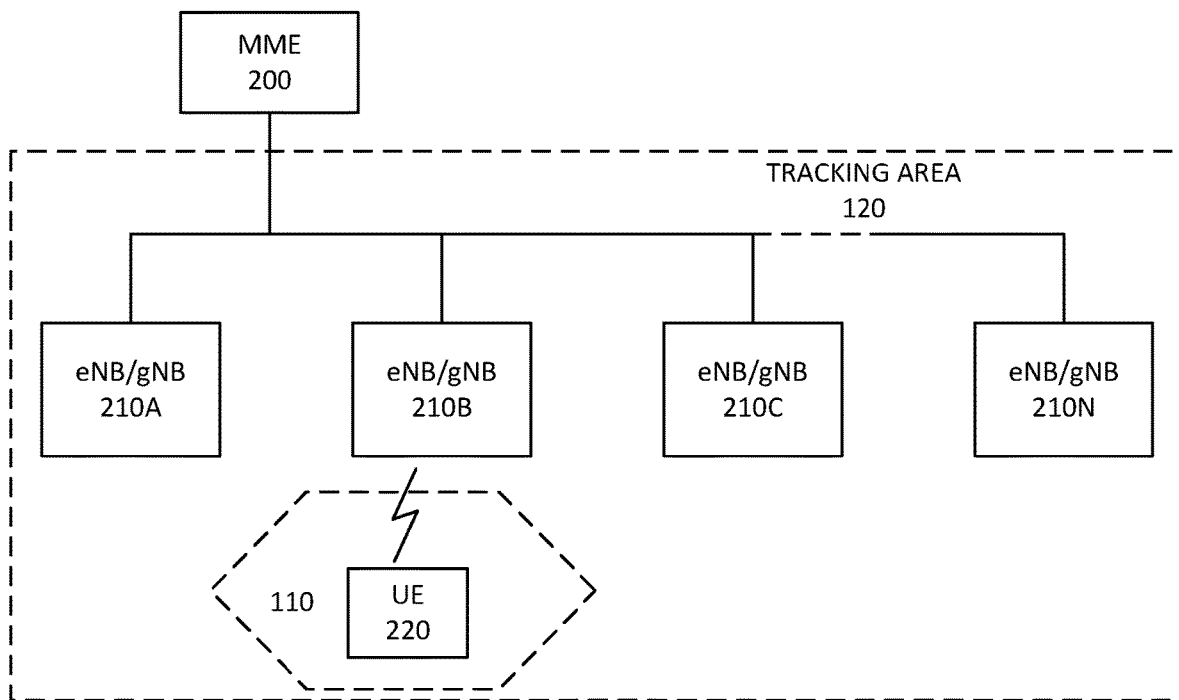 MME
200
TRACKING AREA
120
eNB/gNB
210A
eNB/gNB
210B
eNB/gNB
210C
eNB/gNB
210N
110
UE
220